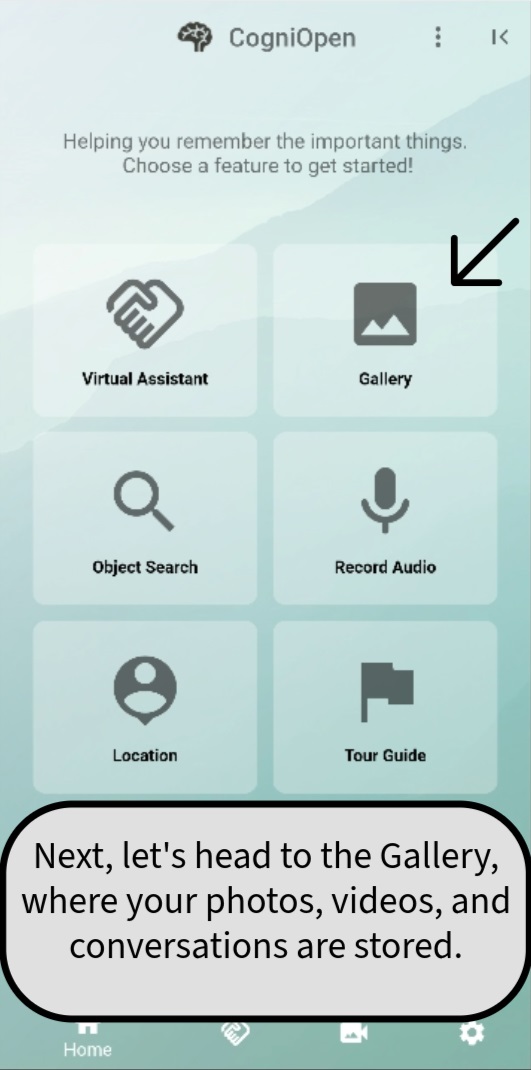 CogniOpen
Helping you remember the important things.
Choose a feature to get started!
Virtual Assistant
Gallery
Object Search
Record Audio
Location
Tour Guide
Next, let's head to the Gallery,
where your photos, videos, and
conversations are stored.
Home